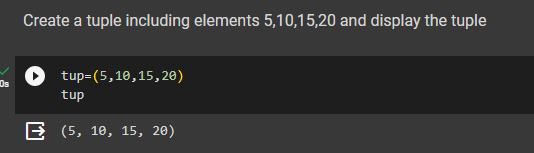 Create a tuple including elements 5,10,15,20 and display the tuple
0s
tup=(5,10,15,20)
tup
(5, 10, 15, 20)